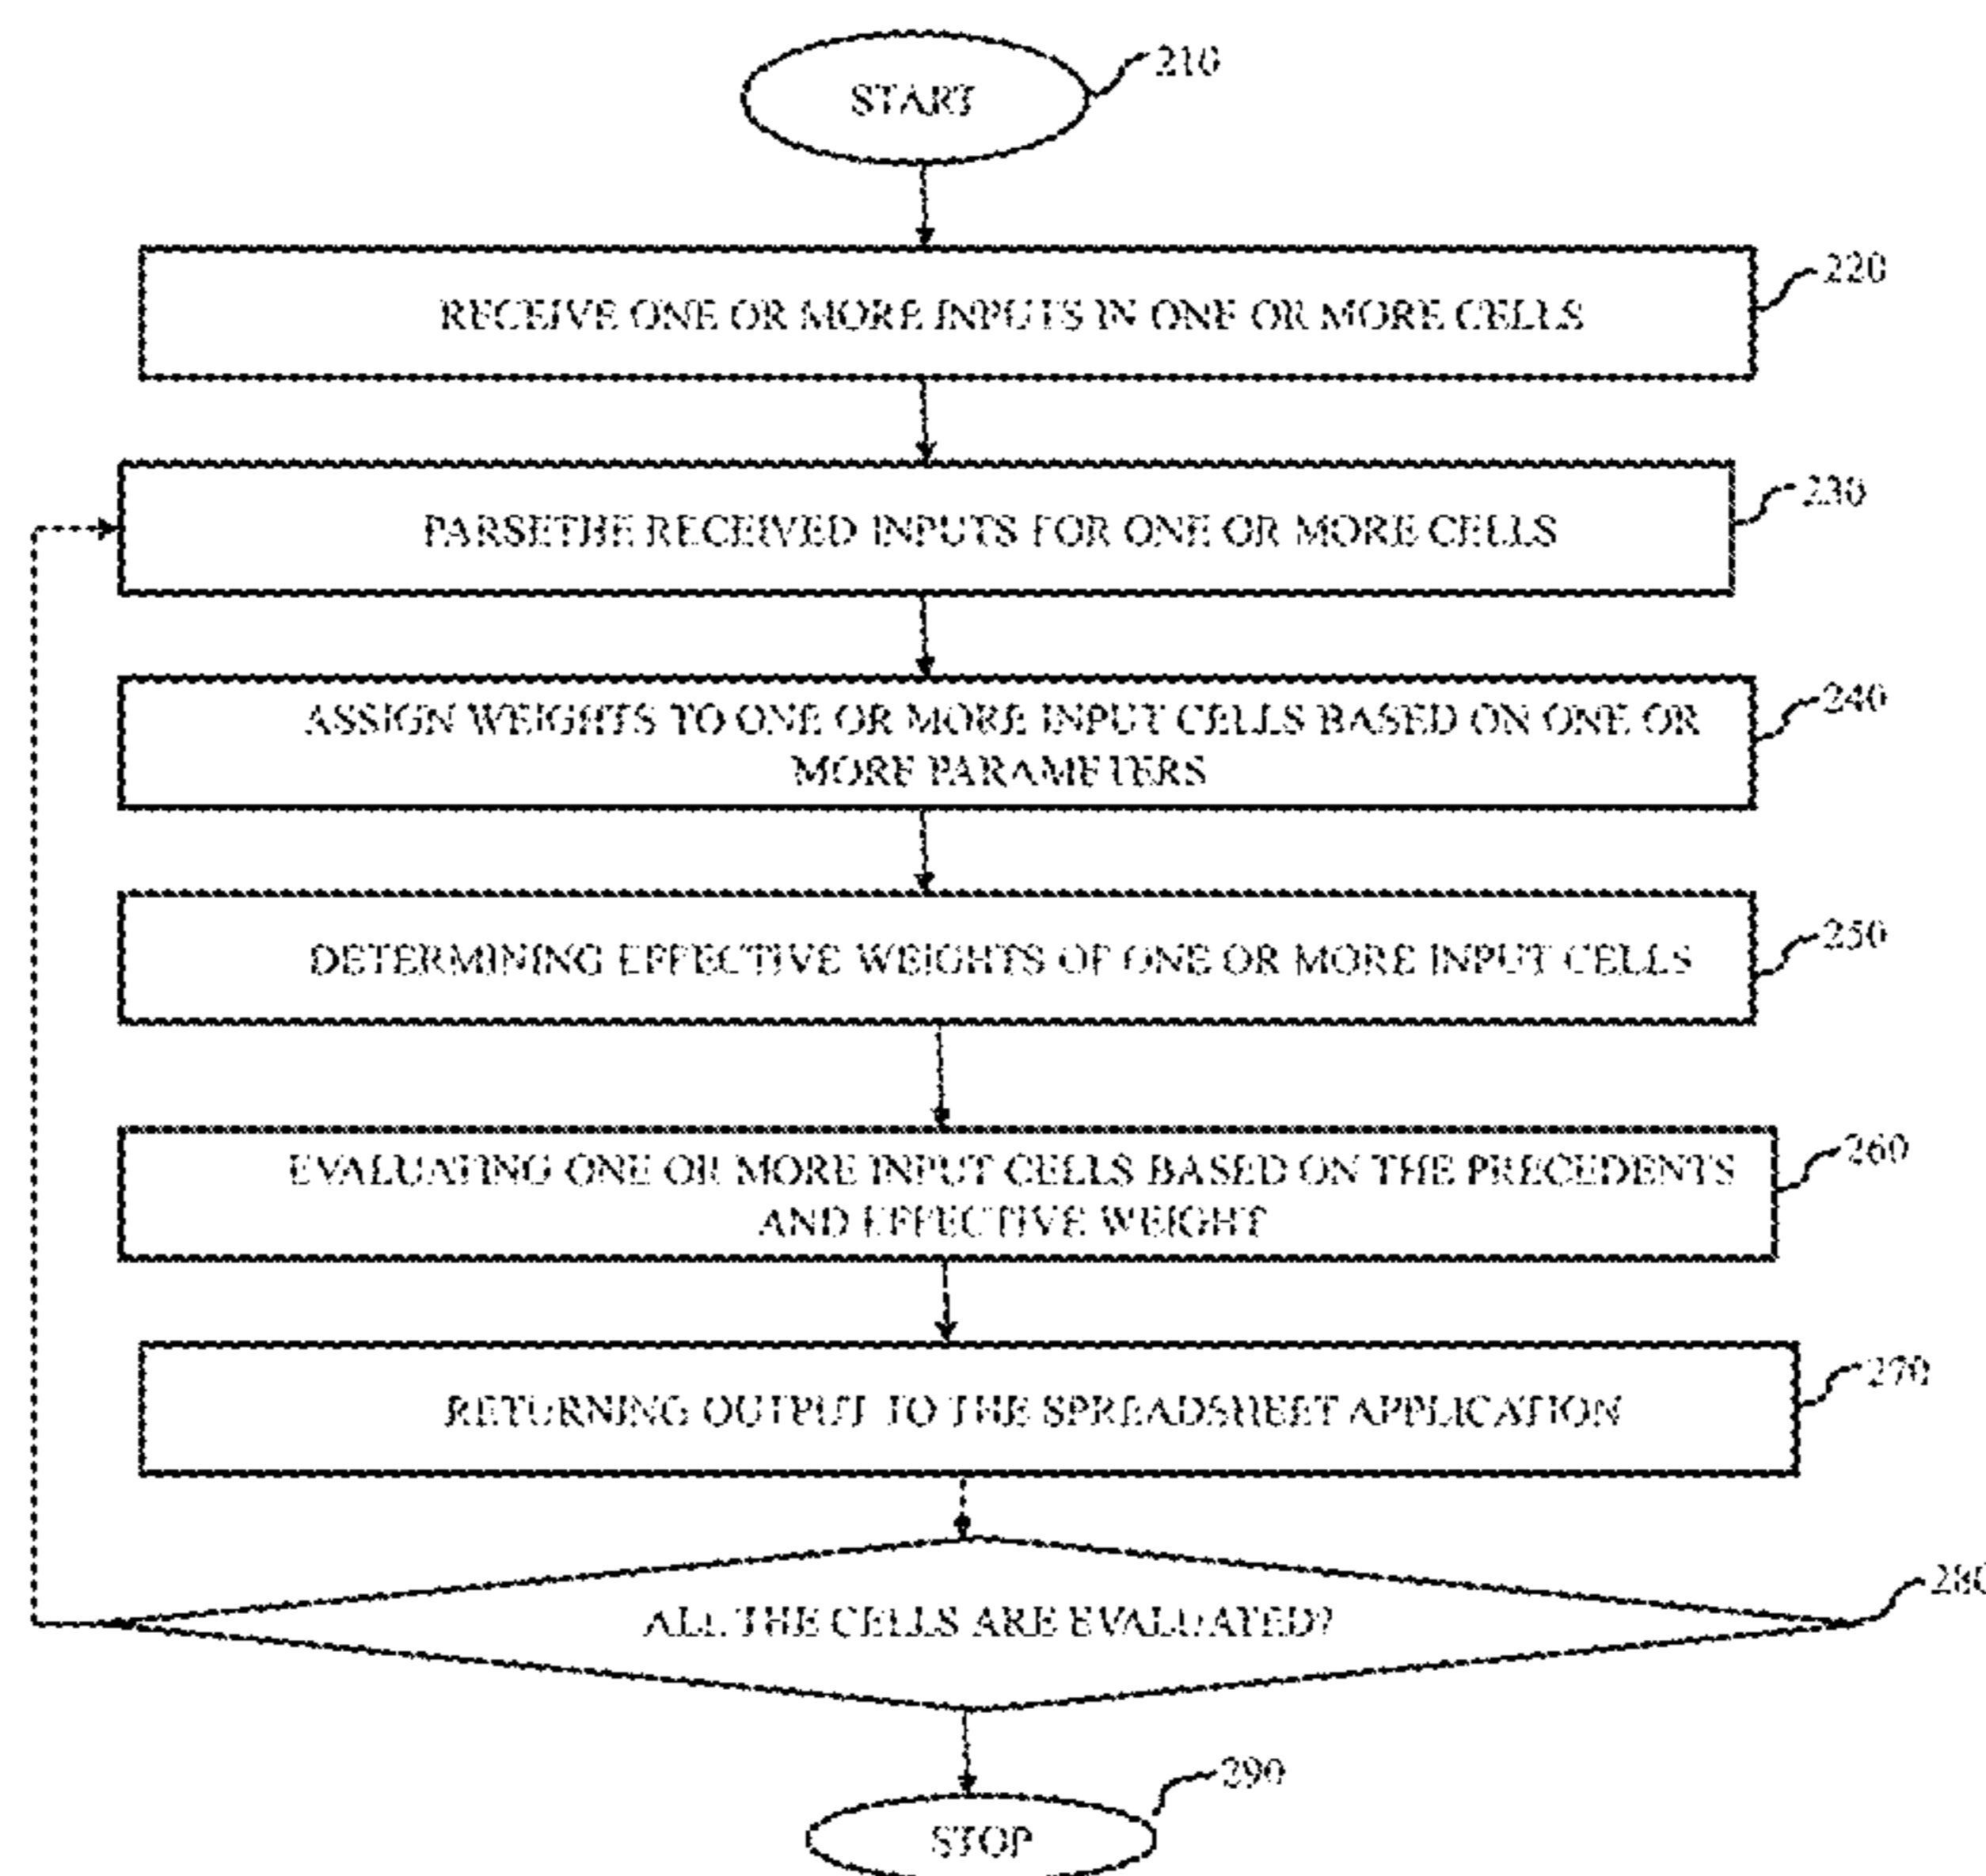 START
210
RECEIVE ONE OR MORE INPUTS IN ONE OR MORE CELLS
220
PARSETHE RECEIVED INPUTS FOR ONE OR MORE CELLS
230
ASSIGN WEIGHTS TO ONE OR MORE INPUT CELLS BASED ON ONE OR
MORE PARAMETERS
240
DETERMINING EFFECTIVE WEIGHTS OF ONE OR MORE INPUT CELLS
250
EVALUATING ONE OR MORE INPUT CELLS BASED ON THE PRECEDENTS
AND EFFECTIVE WEIGHT
260
RETURNING OUTPUT TO THE SPREADSHEET APPLICATION
270
ALL THE CELLS ARE EVALUATED?
280
STOP
290